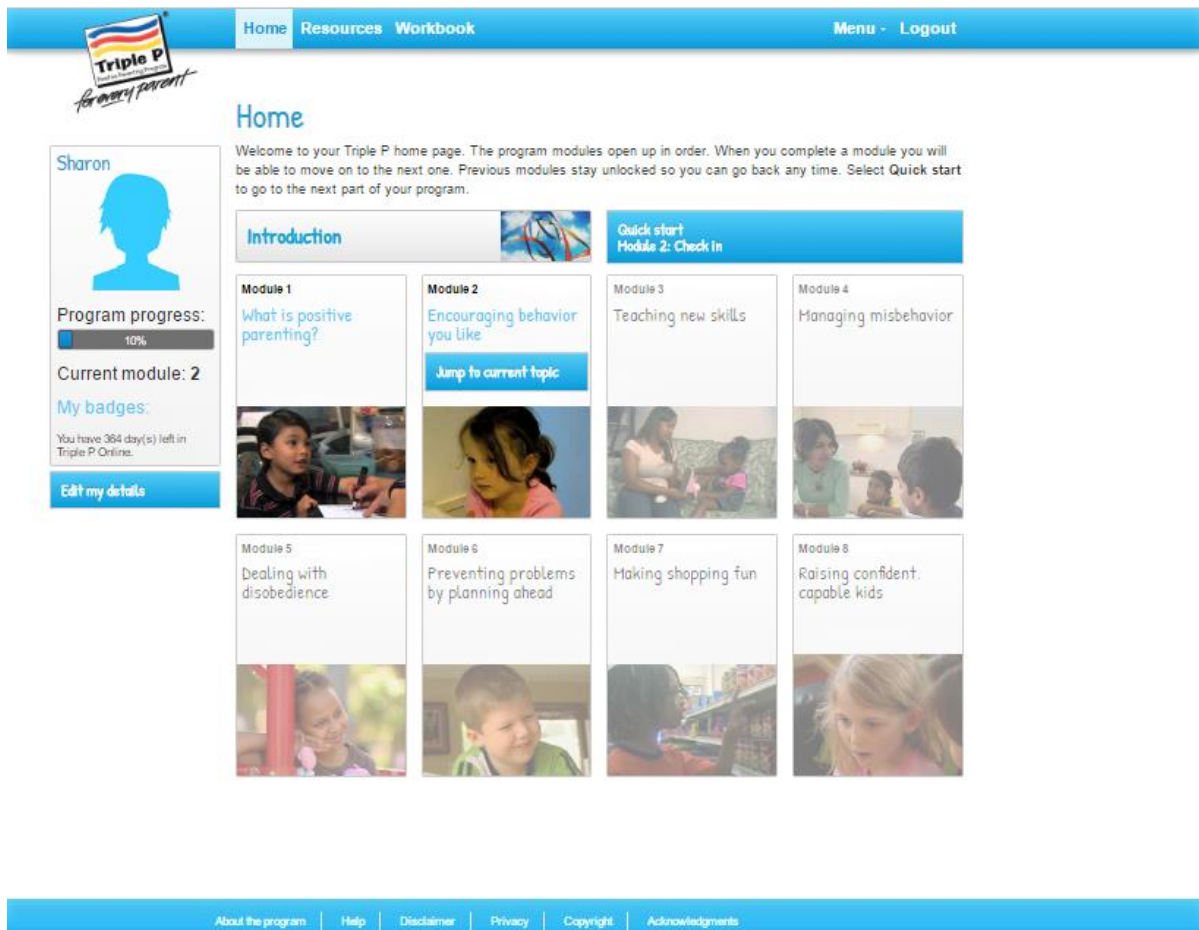 Home Resources Workbook Menu - Logout
Triple P
for every parent
Home
Welcome to your Triple P home page. The program modules open up in order. When you complete a module you will
be able to move on to the next one. Previous modules stay unlocked so you can go back any time. Select Quick start
to go to the next part of your program.
Sharon
Program progress:
10%
Current module: 2
My badges:
You have 364 day(s) left in
Triple P Online.
Edit my details
Introduction
Quick start
Module 2: Check in
Module 1
What is positive
parenting?
Module 2
Encouraging behavior
you like
Jump to current topic
Module 3
Teaching new skills
Module 4
Managing misbehavior
Module 5
Dealing with
disobedience
Module 6
Preventing problems
by planning ahead
Module 7
Making shopping fun
Module 8
Raising confident,
capable kids
About the program | Help | Disclaimer | Privacy | Copyright | Acknowledgments